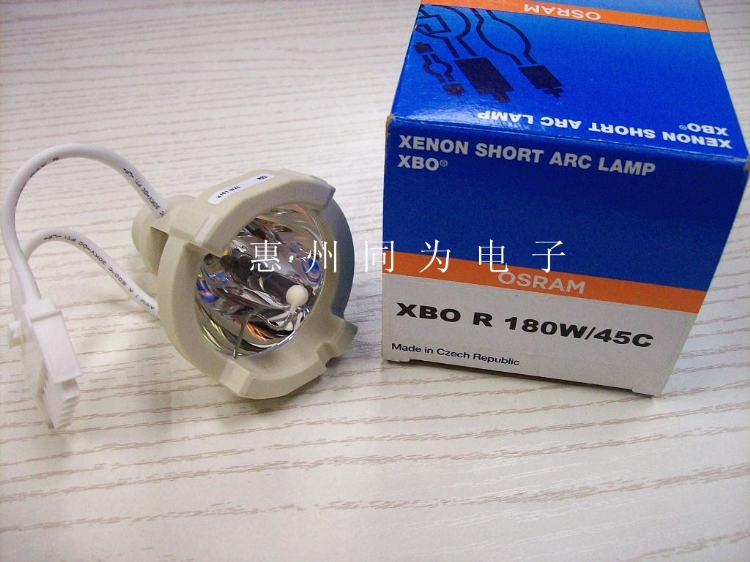 OSRAM
XENON SHORT ARC LAMP
XBO®
XENON SHORT ARC LAMP
XBO®
惠州同为电子
OSRAM
XBO R 180W/45C
Made in Czech Republic